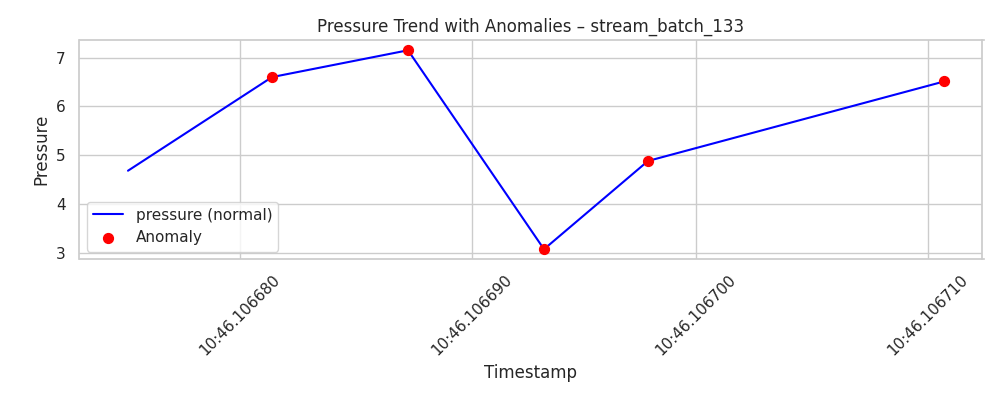 Pressure Trend with Anomalies – stream_batch_133
Pressure
7
6
5
4
3
pressure (normal)
Anomaly
10:46.106680
10:46.106690
10:46.106700
10:46.106710
Timestamp